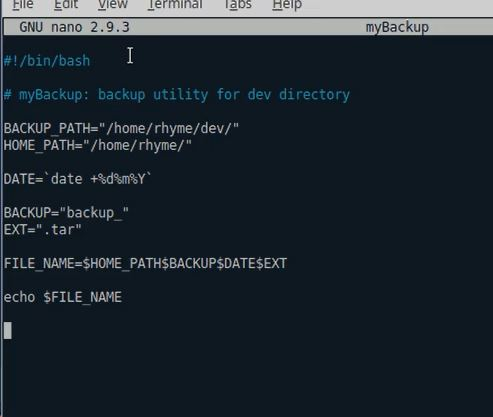 File Edit View Terminal Tabs Help
GNU nano 2.9.3 myBackup
#!/bin/bash
# myBackup: backup utility for dev directory
BACKUP_PATH="/home/rhyme/dev/"
HOME_PATH="/home/rhyme/"
DATE=`date +%d%m%Y`
BACKUP="backup_"
EXT=".tar"
FILE_NAME=$HOME_PATH$BACKUP$DATE$EXT
echo $FILE_NAME